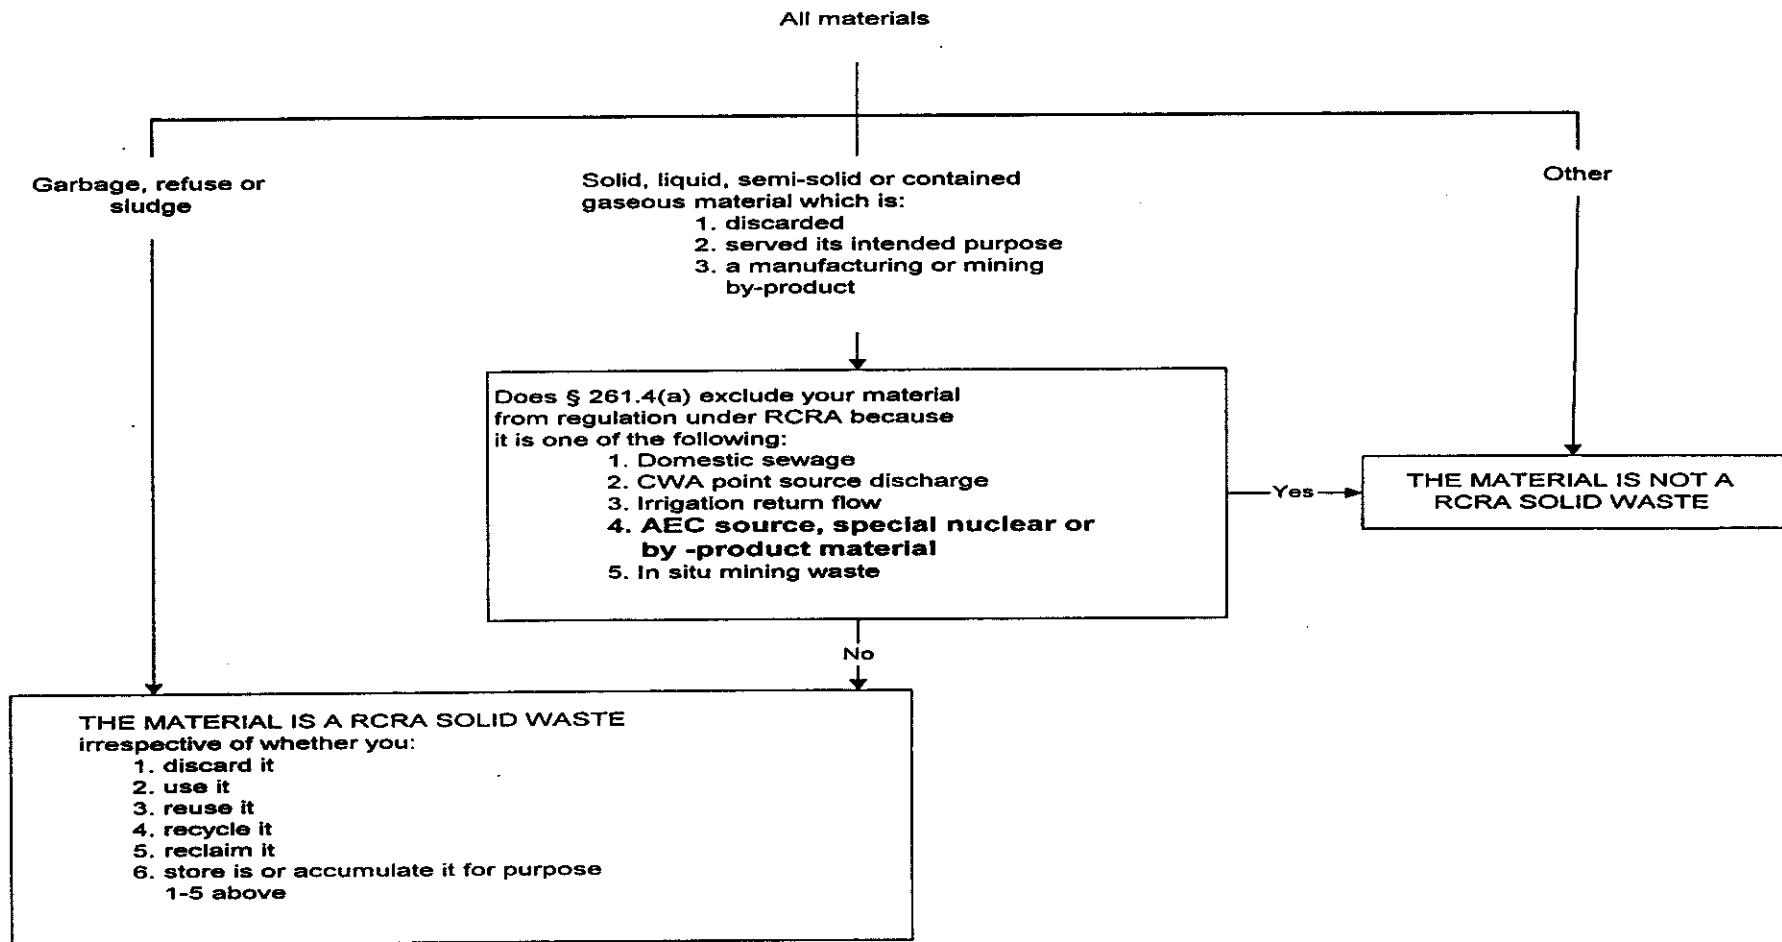 All materials
Garbage, refuse or
sludge
Solid, liquid, semi-solid or contained
gaseous material which is:
1. discarded
2. served its intended purpose
3. a manufacturing or mining
by-product
Other
Does § 261.4(a) exclude your material
from regulation under RCRA because
it is one of the following:
1. Domestic sewage
2. CWA point source discharge
3. Irrigation return flow
4. AEC source, special nuclear or
by -product material
5. In situ mining waste
Yes
THE MATERIAL IS NOT A
RCRA SOLID WASTE
No
THE MATERIAL IS A RCRA SOLID WASTE
irrespective of whether you:
1. discard it
2. use it
3. reuse it
4. recycle it
5. reclaim it
6. store is or accumulate it for purpose
1-5 above